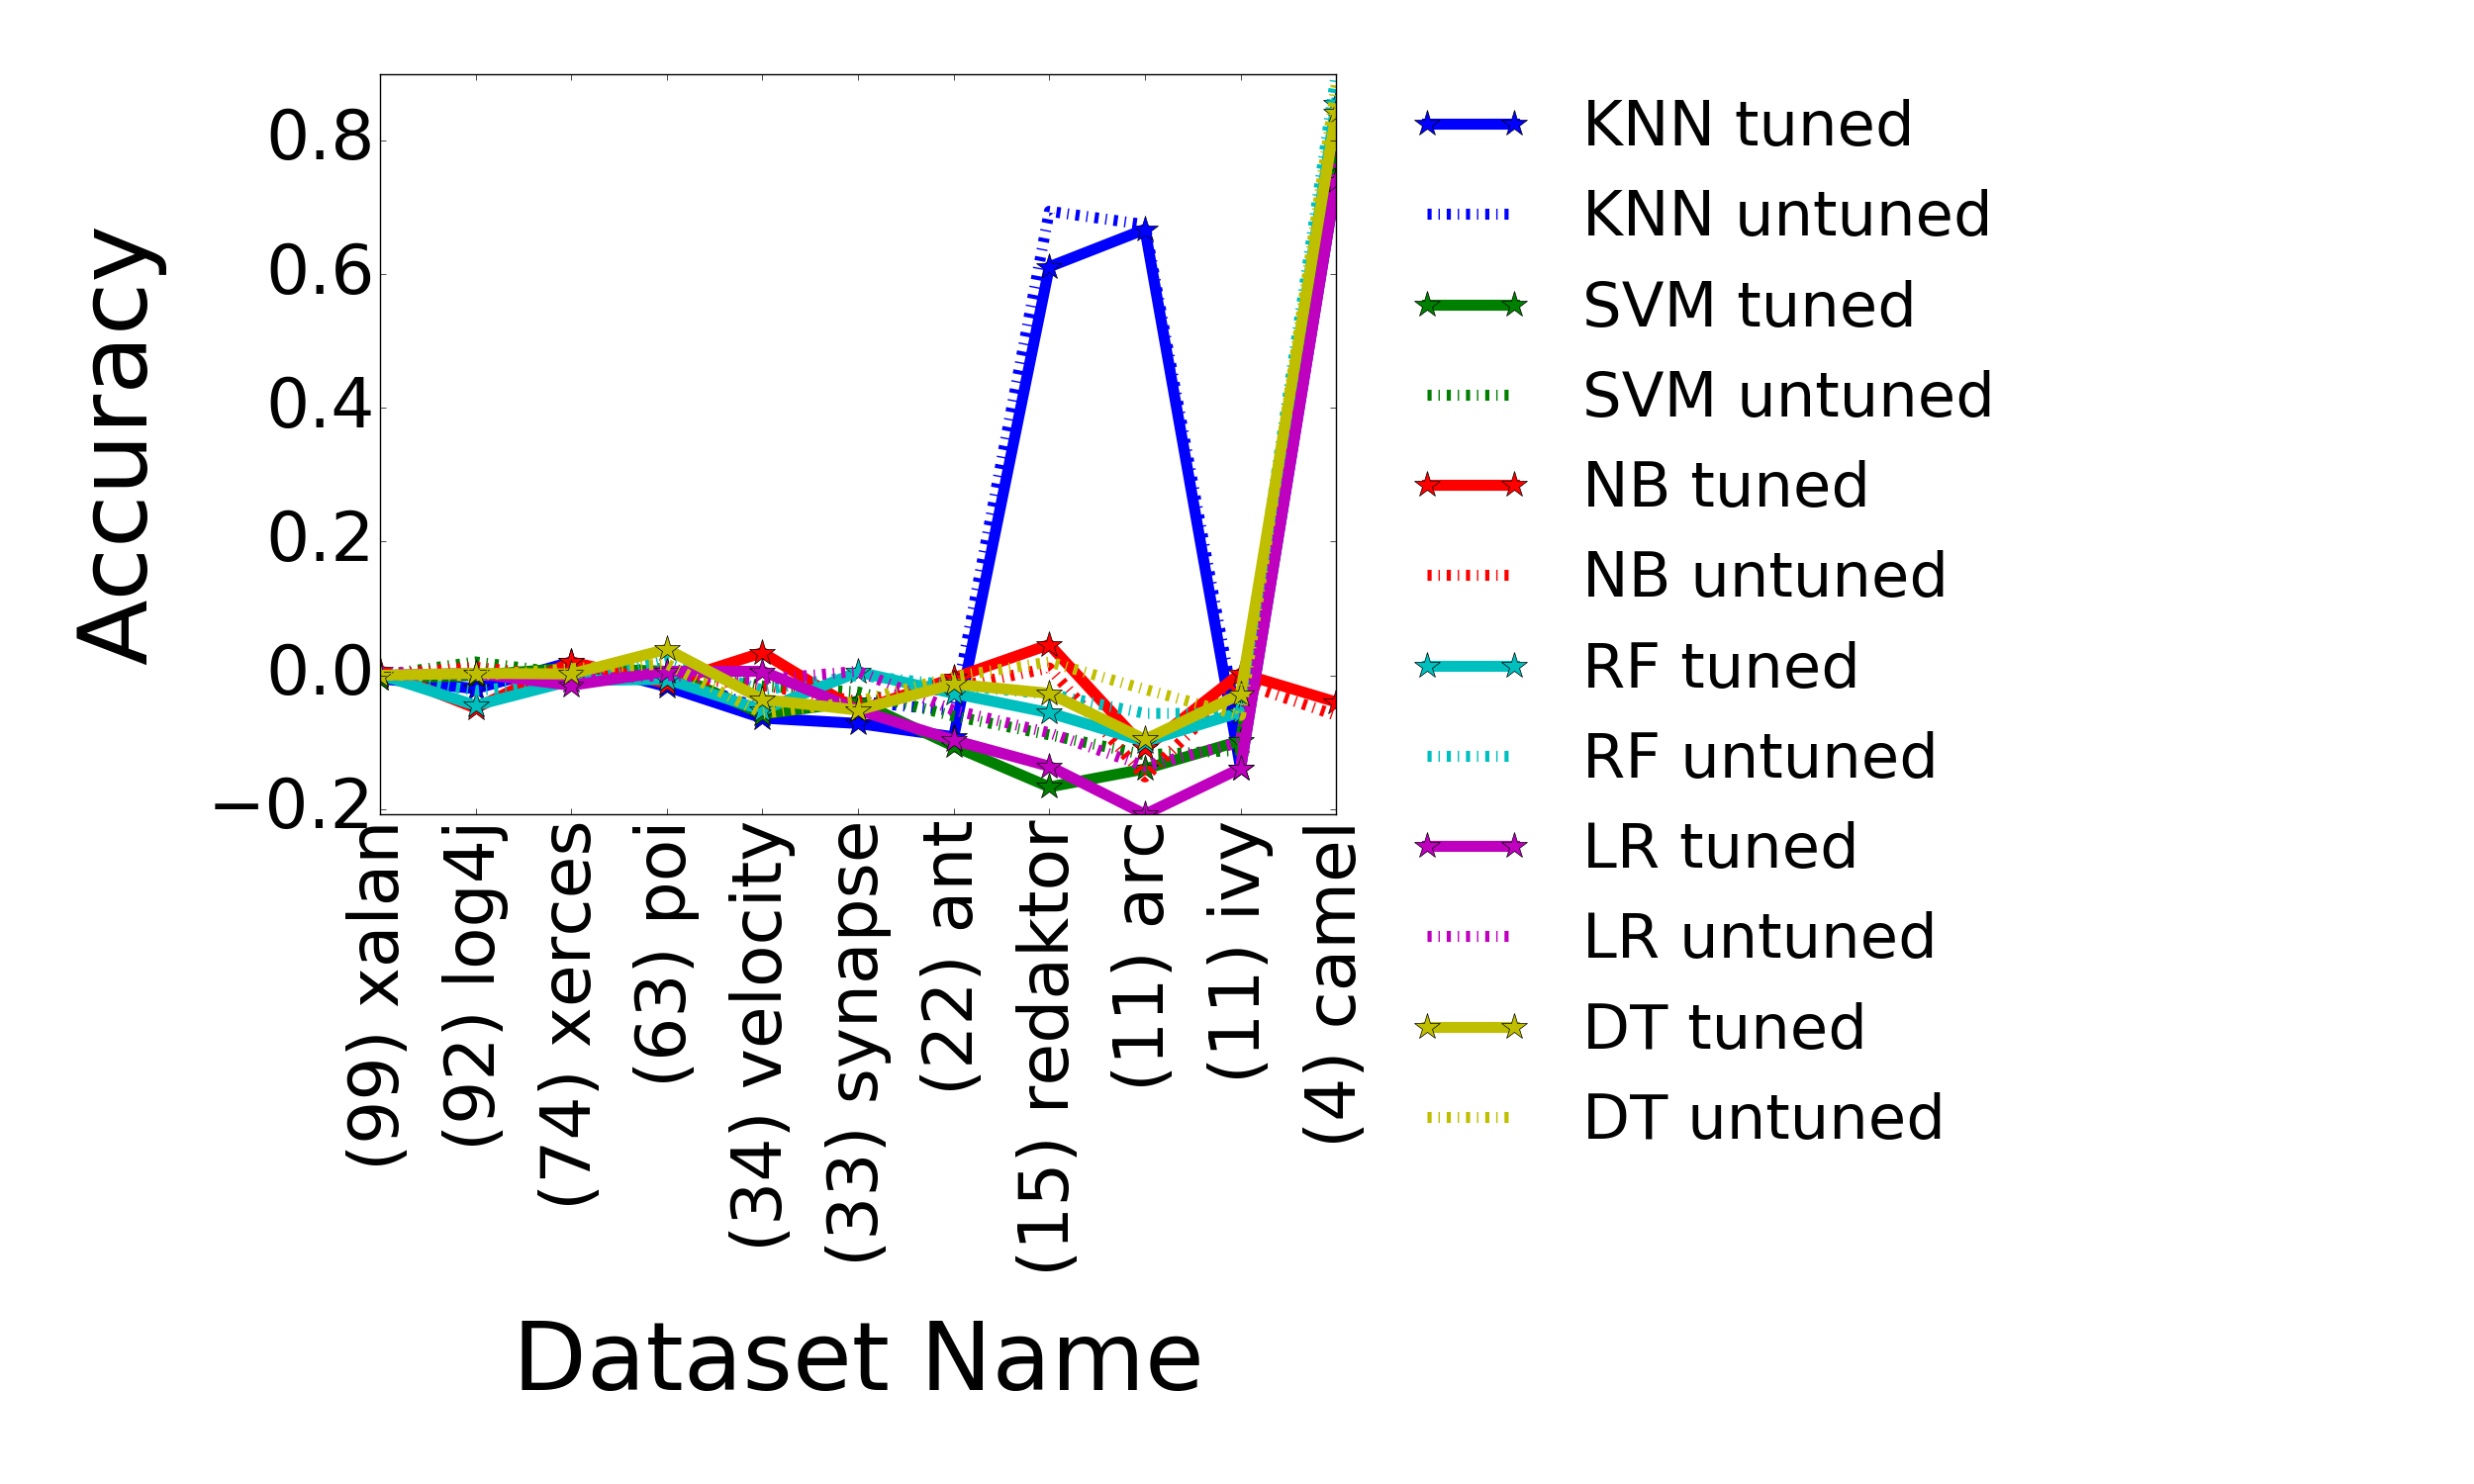 Accuracy
0.8
0.6
0.4
0.2
0.0
−0.2
(99) xalan
(92) log4j
(74) xerces
(63) poi
(34) velocity
(33) synapse
(22) ant
(15) redaktor
(11) arc
(11) ivy
(4) camel
Dataset Name
KNN tuned
KNN untuned
SVM tuned
SVM untuned
NB tuned
NB untuned
RF tuned
RF untuned
LR tuned
LR untuned
DT tuned
DT untuned